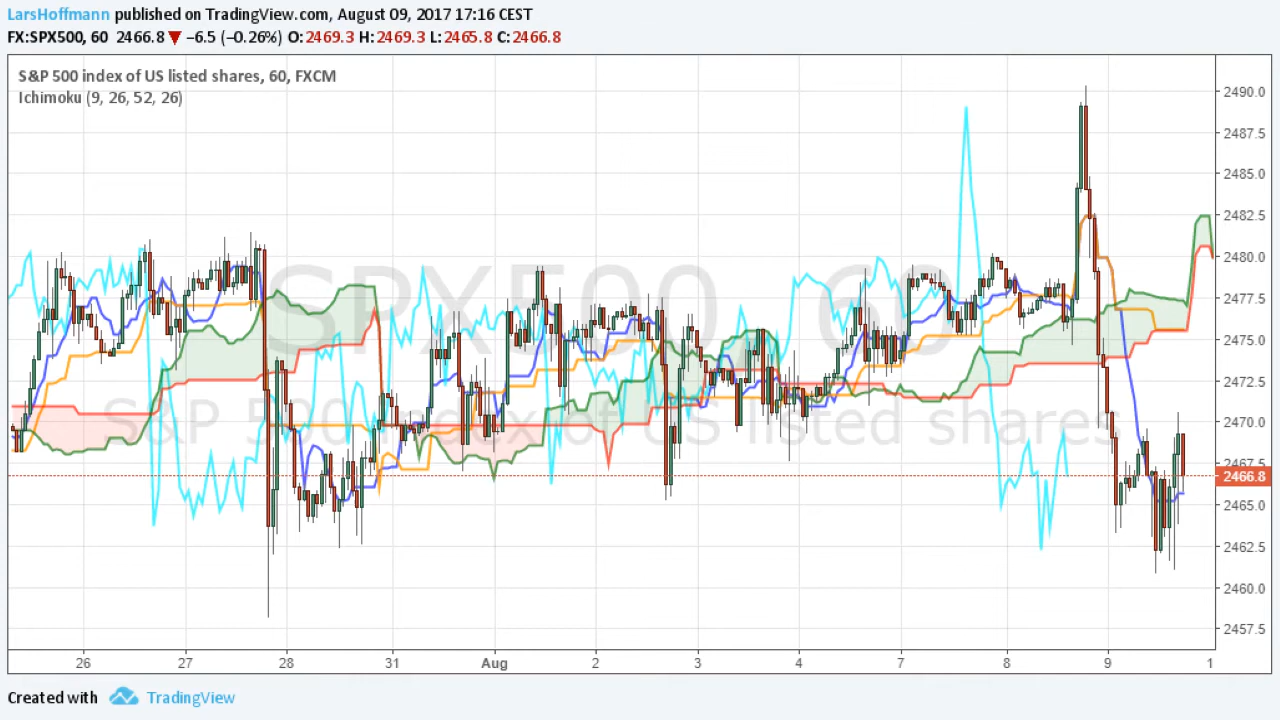 LarsHoffmann published on TradingView.com, August 09, 2017 17:16 CEST
FX:SPX500, 60 2466.8 ▼ −6.5 (−0.26%) O:2469.3 H:2469.3 L:2465.8 C:2466.8
S&P 500 index of US listed shares, 60, FXCM
Ichimoku (9, 26, 52, 26)
SPX500, 60
S&P 500 index of US listed shares
2490.0
2487.5
2485.0
2482.5
2480.0
2477.5
2475.0
2472.5
2470.0
2467.5
2466.8
2465.0
2462.5
2460.0
2457.5
26 27 28 31 Aug 2 3 4 7 8 9 1
Created with TradingView